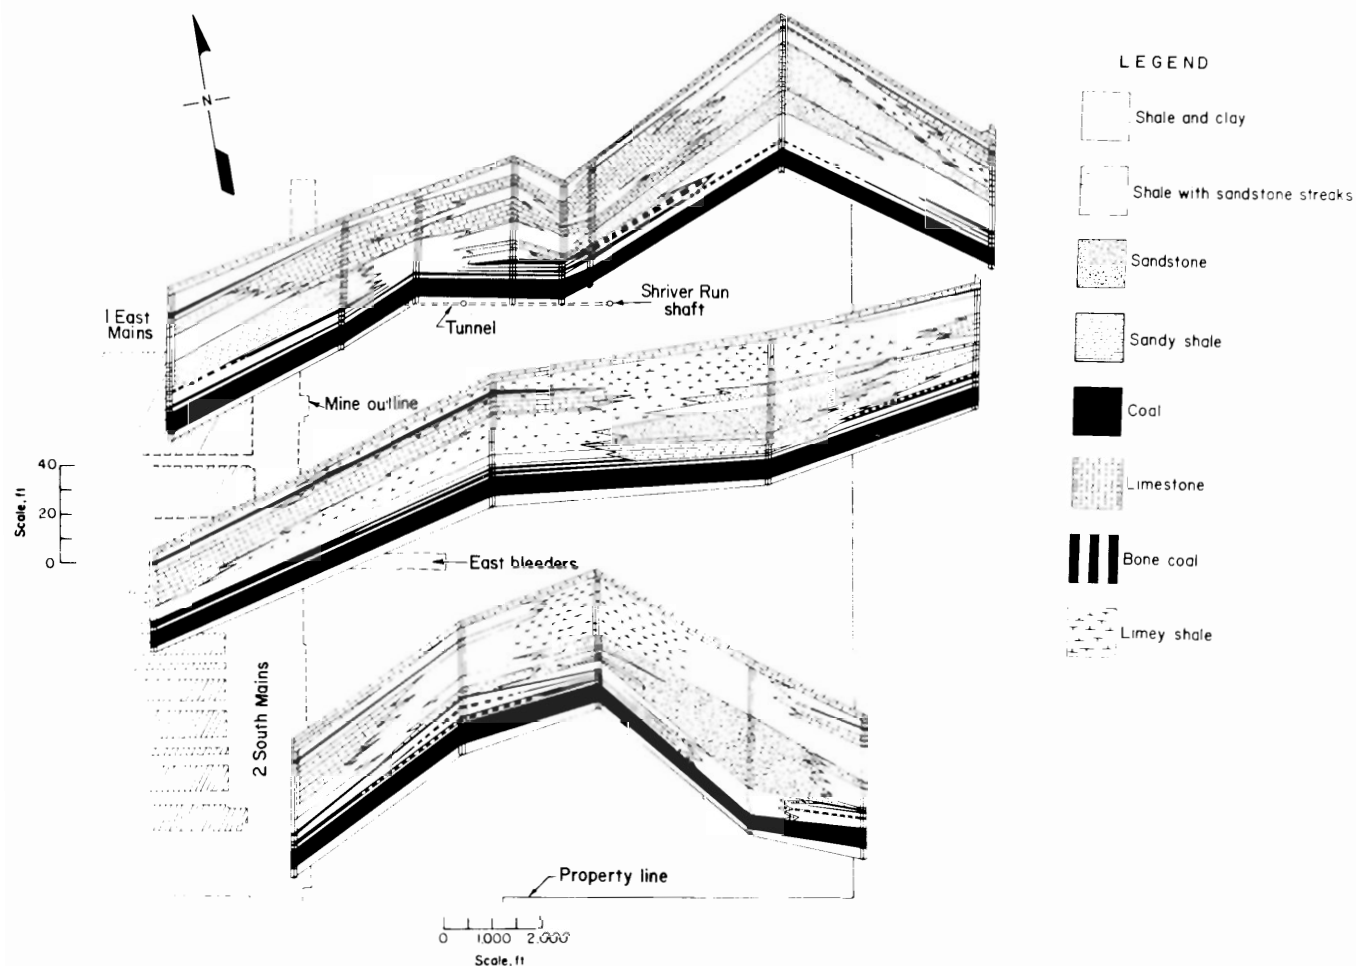 N
LEGEND
Shale and clay
Shale with sandstone streaks
Sandstone
Sandy shale
Coal
Limestone
Bone coal
Limey shale
1 East
Mains
Tunnel
Shriver Run
shaft
Mine outline
40
20
0
Scale, ft
East bleeders
2 South Mains
Property line
0 1,000 2,000
Scale, ft